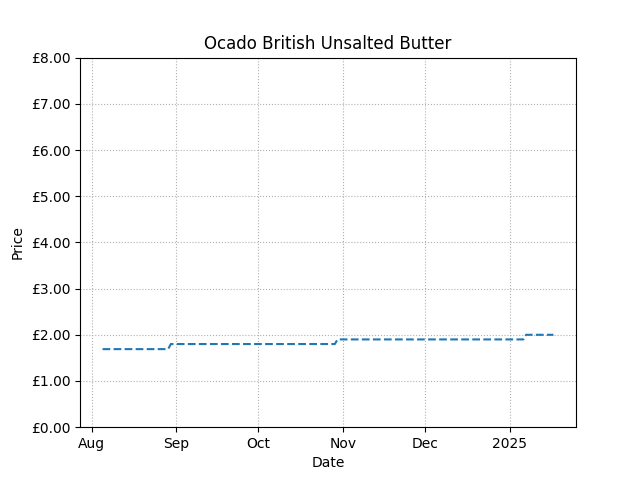 Ocado British Unsalted Butter
£8.00
£7.00
£6.00
£5.00
£4.00
£3.00
£2.00
£1.00
£0.00
Price
Aug Sep Oct Nov Dec 2025
Date